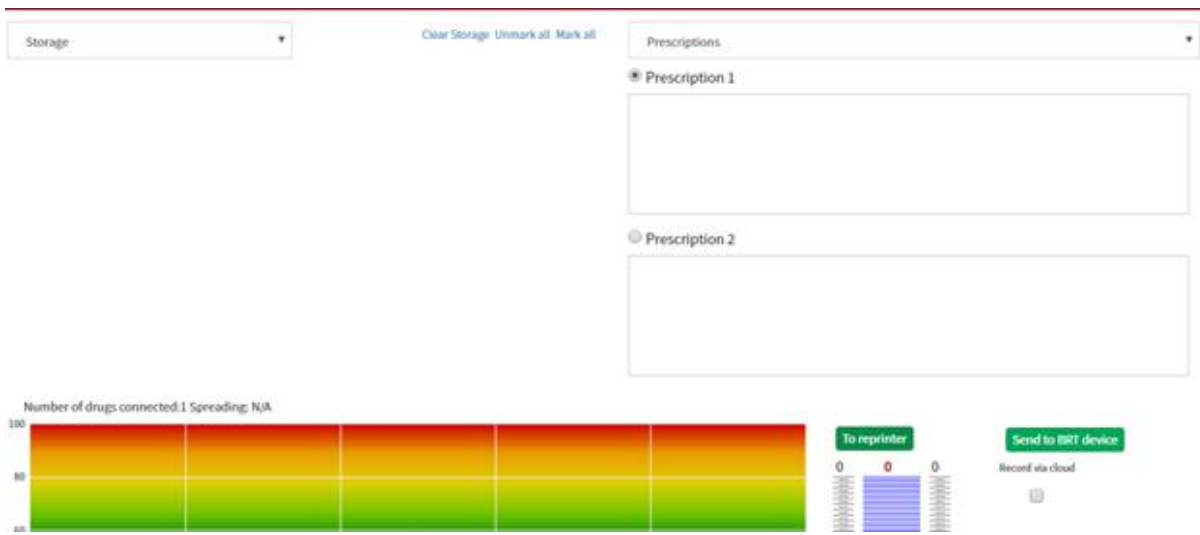 Storage
Clear Storage Unmark all Mark all
Prescriptions
Prescription 1
Prescription 2
Number of drugs connected:1 Spreading: N/A
100
80
60
To reprinter
Send to BRT device
0 0 0
Record via cloud